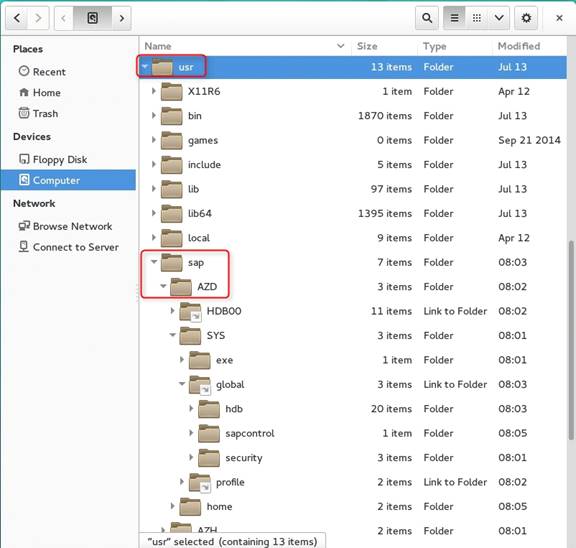 Name Size Type Modified
Places
Recent
Home
Trash
Devices
Floppy Disk
Computer
Network
Browse Network
Connect to Server
usr 13 items Folder Jul 13
X11R6 1 item Folder Apr 12
bin 1870 items Folder Jul 13
games 0 items Folder Sep 21 2014
include 5 items Folder Jul 13
lib 97 items Folder Jul 13
lib64 1395 items Folder Jul 13
local 9 items Folder Apr 12
sap 7 items Folder 08:03
AZD 3 items Folder 08:02
HDB00 11 items Link to Folder 08:02
SYS 3 items Folder 08:01
exe 1 item Folder 08:01
global 3 items Link to Folder 08:03
hdb 20 items Folder 08:03
sapcontrol 1 item Folder 08:05
security 3 items Folder 08:01
profile 2 items Link to Folder 08:02
home 2 items Folder 08:05
AZH 2 items Folder 08:01
"usr" selected (containing 13 items)